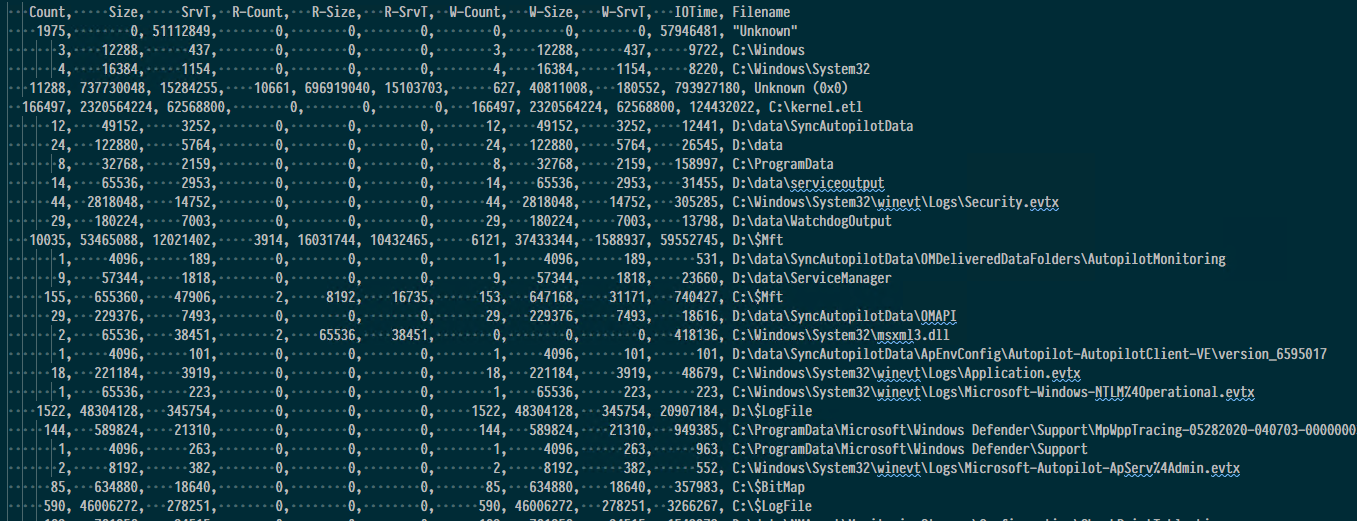 Count, Size, SrvT, R-Count, R-Size, R-SrvT, W-Count, W-Size, W-SrvT, IOTime, Filename
1975, 0, 51112849, 0, 0, 0, 0, 0, 0, 57946481, "Unknown"
3, 12288, 437, 0, 0, 0, 3, 12288, 437, 9722, C:\Windows
4, 16384, 1154, 0, 0, 0, 4, 16384, 1154, 8220, C:\Windows\System32
11288, 737730048, 15284255, 10661, 696919040, 15103703, 627, 40811008, 180552, 793927180, Unknown (0x0)
166497, 2320564224, 62568800, 0, 0, 0, 166497, 2320564224, 62568800, 124432022, C:\kernel.etl
12, 49152, 3252, 0, 0, 0, 12, 49152, 3252, 12441, D:\data\SyncAutopilotData
24, 122880, 5764, 0, 0, 0, 24, 122880, 5764, 26545, D:\data
8, 32768, 2159, 0, 0, 0, 8, 32768, 2159, 158997, C:\ProgramData
14, 65536, 2953, 0, 0, 0, 14, 65536, 2953, 31455, D:\data\serviceoutput
44, 2818048, 14752, 0, 0, 0, 44, 2818048, 14752, 305285, C:\Windows\System32\winevt\Logs\Security.evtx
29, 180224, 7003, 0, 0, 0, 29, 180224, 7003, 13798, D:\data\WatchdogOutput
10035, 53465088, 12021402, 3914, 16031744, 10432465, 6121, 37433344, 1588937, 59552745, D:\$Mft
1, 4096, 189, 0, 0, 0, 1, 4096, 189, 531, D:\data\SyncAutopilotData\OMDeliveredDataFolders\AutopilotMonitoring
9, 57344, 1818, 0, 0, 0, 9, 57344, 1818, 23660, D:\data\ServiceManager
155, 655360, 47906, 2, 8192, 16735, 153, 647168, 31171, 740427, C:\$Mft
29, 229376, 7493, 0, 0, 0, 29, 229376, 7493, 18616, D:\data\SyncAutopilotData\OMAPI
2, 65536, 38451, 2, 65536, 38451, 0, 0, 0, 418136, C:\Windows\System32\msxml3.dll
1, 4096, 101, 0, 0, 0, 1, 4096, 101, 101, D:\data\SyncAutopilotData\ApEnvConfig\Autopilot-AutopilotClient-VE\version_6595017
18, 221184, 3919, 0, 0, 0, 18, 221184, 3919, 48679, C:\Windows\System32\winevt\Logs\Application.evtx
1, 65536, 223, 0, 0, 0, 1, 65536, 223, 223, C:\Windows\System32\winevt\Logs\Microsoft-Windows-NTLM%4Operational.evtx
1522, 48304128, 345754, 0, 0, 0, 1522, 48304128, 345754, 20907184, D:\$LogFile
144, 589824, 21310, 0, 0, 0, 144, 589824, 21310, 949385, C:\ProgramData\Microsoft\Windows Defender\Support\MpWppTracing-05282020-040703-0000000
1, 4096, 263, 0, 0, 0, 1, 4096, 263, 963, C:\ProgramData\Microsoft\Windows Defender\Support
2, 8192, 382, 0, 0, 0, 2, 8192, 382, 552, C:\Windows\System32\winevt\Logs\Microsoft-Autopilot-ApServ%4Admin.evtx
85, 634880, 18640, 0, 0, 0, 85, 634880, 18640, 357983, C:\$BitMap
590, 46006272, 278251, 0, 0, 0, 590, 46006272, 278251, 3266267, C:\$LogFile